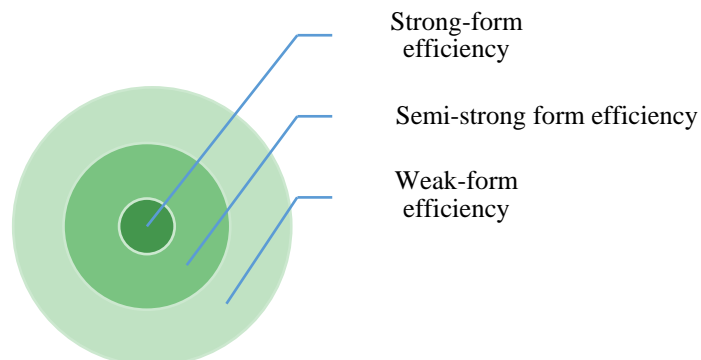 Strong-form
efficiency
Semi-strong form efficiency
Weak-form
efficiency